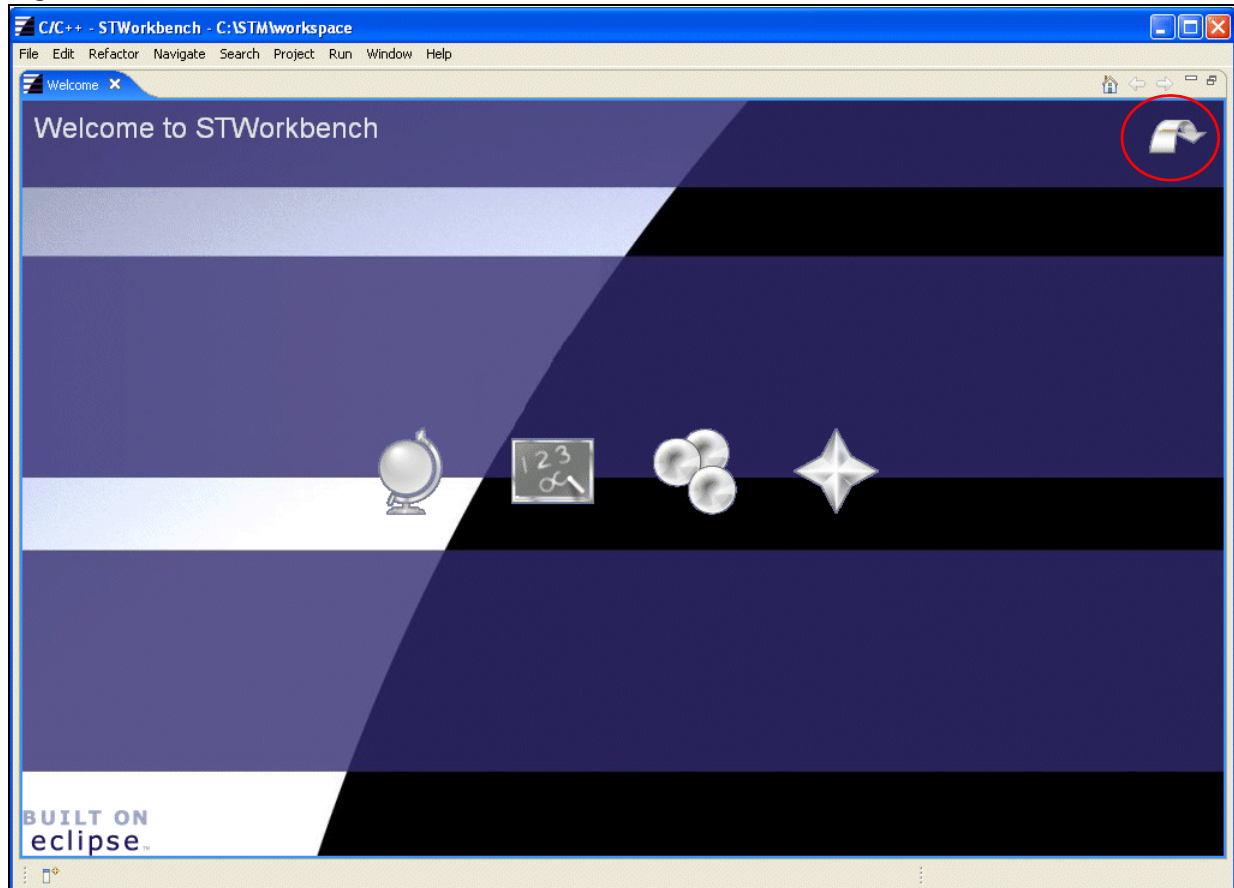 C/C++ - STWorkbench - C:\STM\workspace
File Edit Refactor Navigate Search Project Run Window Help
Welcome
Welcome to STWorkbench
123
BUILT ON
eclipse